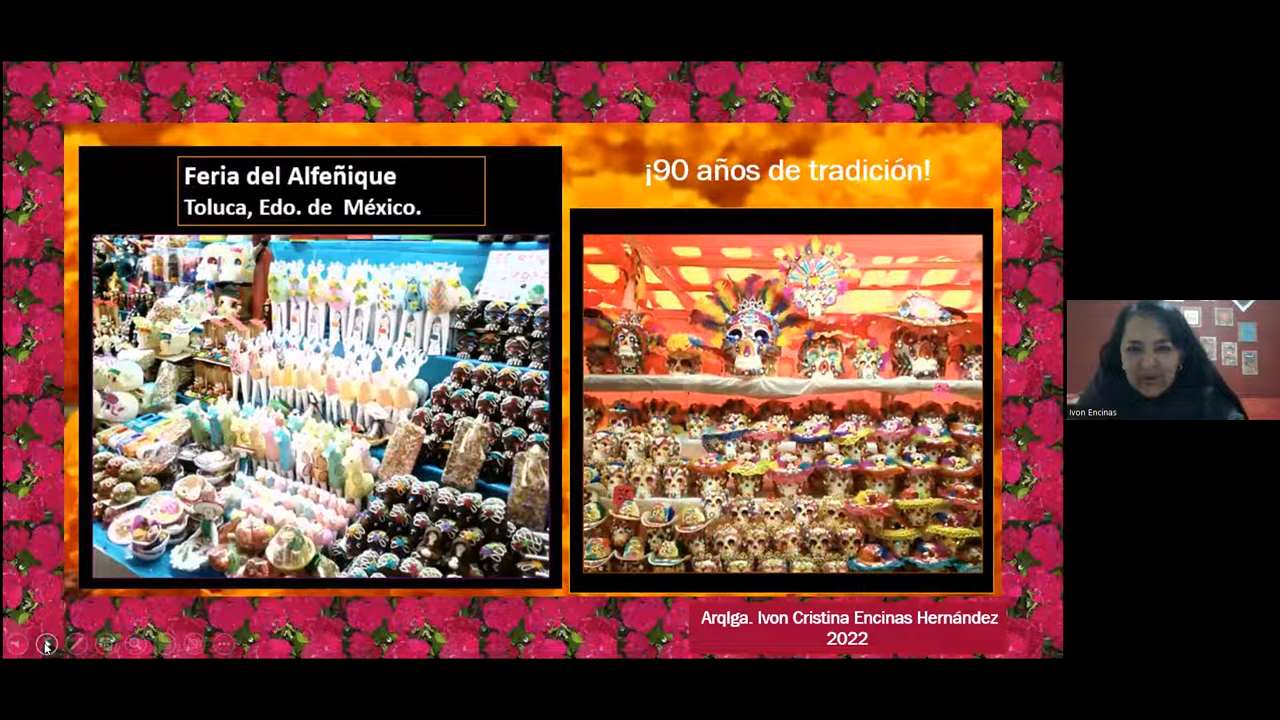 Feria del Alfeñique
Toluca, Edo. de México.
¡90 años de tradición!
Ivon Encinas
Arqlga. Ivon Cristina Encinas Hernández
2022